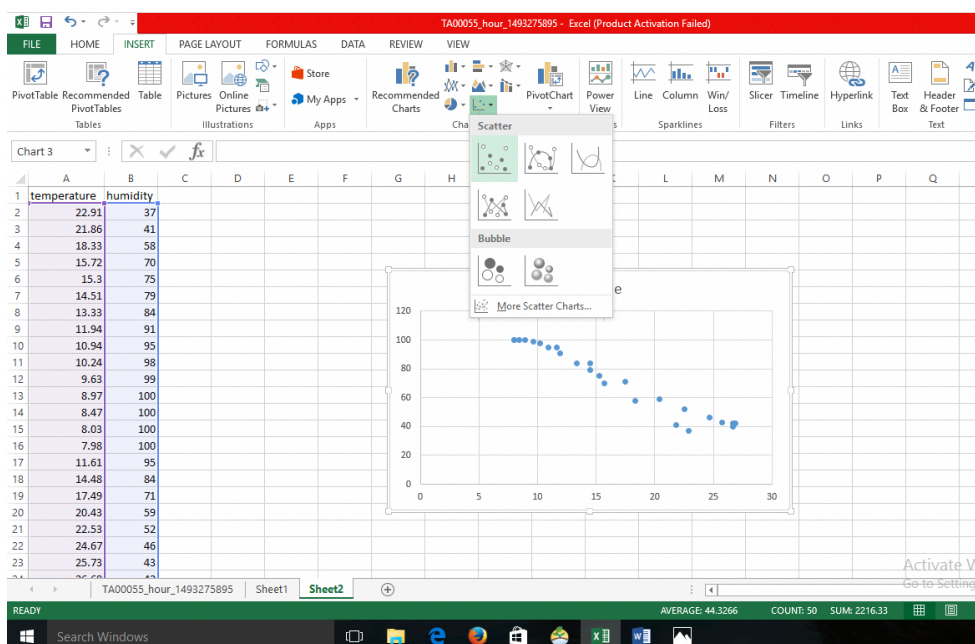 TA00055_hour_1493275895 - Excel (Product Activation Failed)
FILE HOME INSERT PAGE LAYOUT FORMULAS DATA REVIEW VIEW
PivotTable Recommended PivotTables Table
Pictures Online Pictures
Store
My Apps
Recommended Charts
PivotChart
Power View
Line Column Win/ Loss
Slicer Timeline
Hyperlink
Text Box Header & Footer
Tables Illustrations Apps Cha s Sparklines Filters Links Text
Chart 3 fx
Scatter
Bubble
More Scatter Charts...
A B C D E F G H L M N O P Q
1 temperature humidity
2 22.91 37
3 21.86 41
4 18.33 58
5 15.72 70
6 15.3 75
7 14.51 79
8 13.33 84
9 11.94 91
10 10.94 95
11 10.24 98
12 9.63 99
13 8.97 100
14 8.47 100
15 8.03 100
16 7.98 100
17 11.61 95
18 14.48 84
19 17.49 71
20 20.43 59
21 22.53 52
22 24.67 46
23 25.73 43
e
120
100
80
60
40
20
0
0 5 10 15 20 25 30
Activate W
Go to Setting
TA00055_hour_1493275895 Sheet1 Sheet2
READY AVERAGE: 44.3266 COUNT: 50 SUM: 2216.33
Search Windows